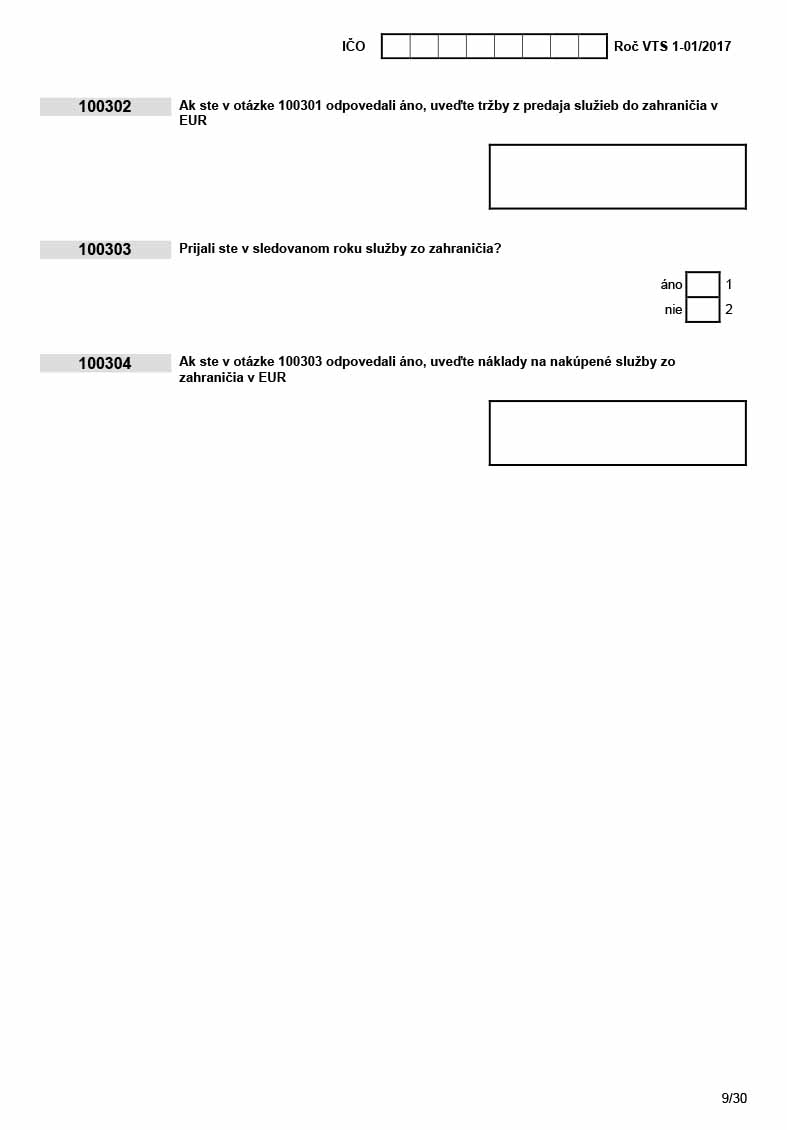 IČO Roč VTS 1-01/2017
100302 Ak ste v otázke 100301 odpovedali áno, uveďte tržby z predaja služieb do zahraničia v
EUR
100303 Prijali ste v sledovanom roku služby zo zahraničia?
áno 1
nie 2
100304 Ak ste v otázke 100303 odpovedali áno, uveďte náklady na nakúpené služby zo
zahraničia v EUR
9/30